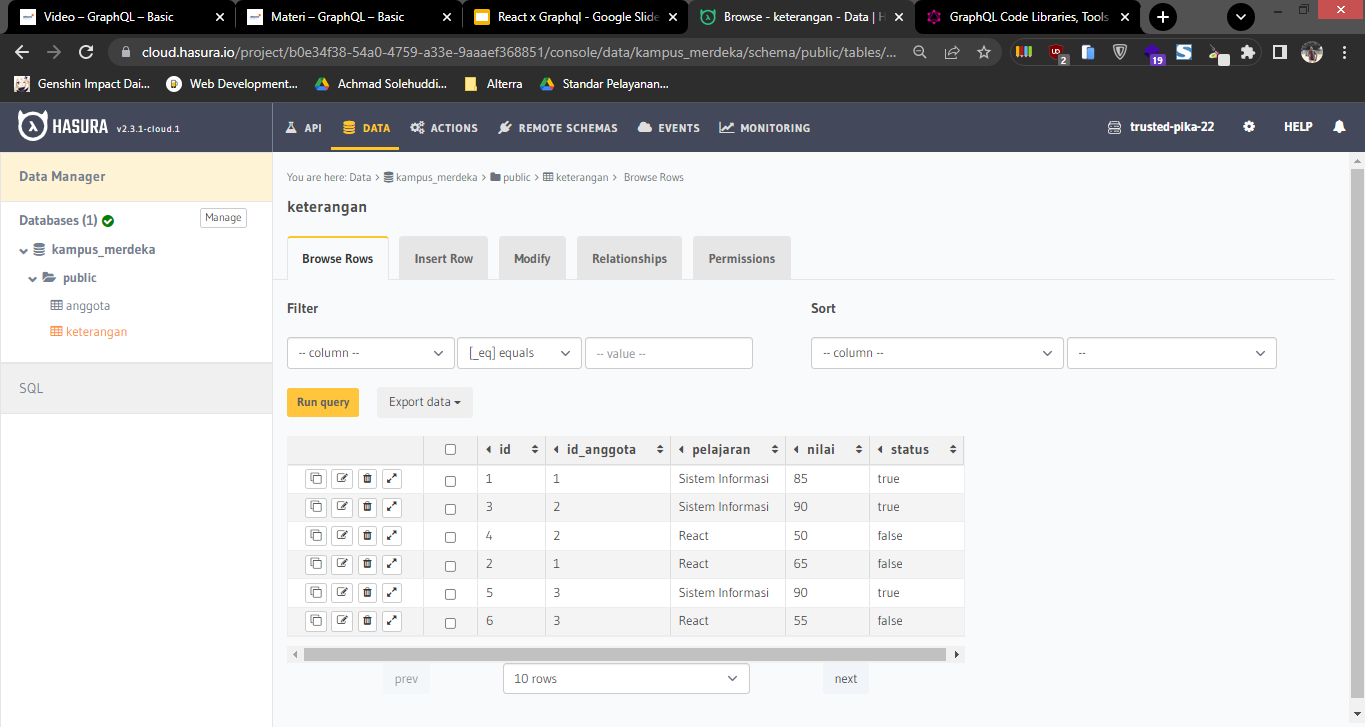 Video – GraphQL – Basic
Materi – GraphQL – Basic
React x Graphql - Google Slide
Browse - keterangan - Data | H
GraphQL Code Libraries, Tools
cloud.hasura.io/project/b0e34f38-54a0-4759-a33e-9aaaef368851/console/data/kampus_merdeka/schema/public/tables/...
2
19
Genshin Impact Dai...
Web Development...
Achmad Solehuddi...
Alterra
Standar Pelayanan...
HASURA v2.3.1-cloud.1
API
DATA
ACTIONS
REMOTE SCHEMAS
EVENTS
MONITORING
trusted-pika-22
HELP
Data Manager
Databases (1)
Manage
kampus_merdeka
public
anggota
keterangan
SQL
You are here: Data > kampus_merdeka > public > keterangan > Browse Rows
keterangan
Browse Rows
Insert Row
Modify
Relationships
Permissions
Filter
Sort
-- column --
[_eq] equals
-- value --
-- column --
--
Run query
Export data
id id_anggota pelajaran nilai status
1 1 Sistem Informasi 85 true
3 2 Sistem Informasi 90 true
4 2 React 50 false
2 1 React 65 false
5 3 Sistem Informasi 90 true
6 3 React 55 false
prev
10 rows
next